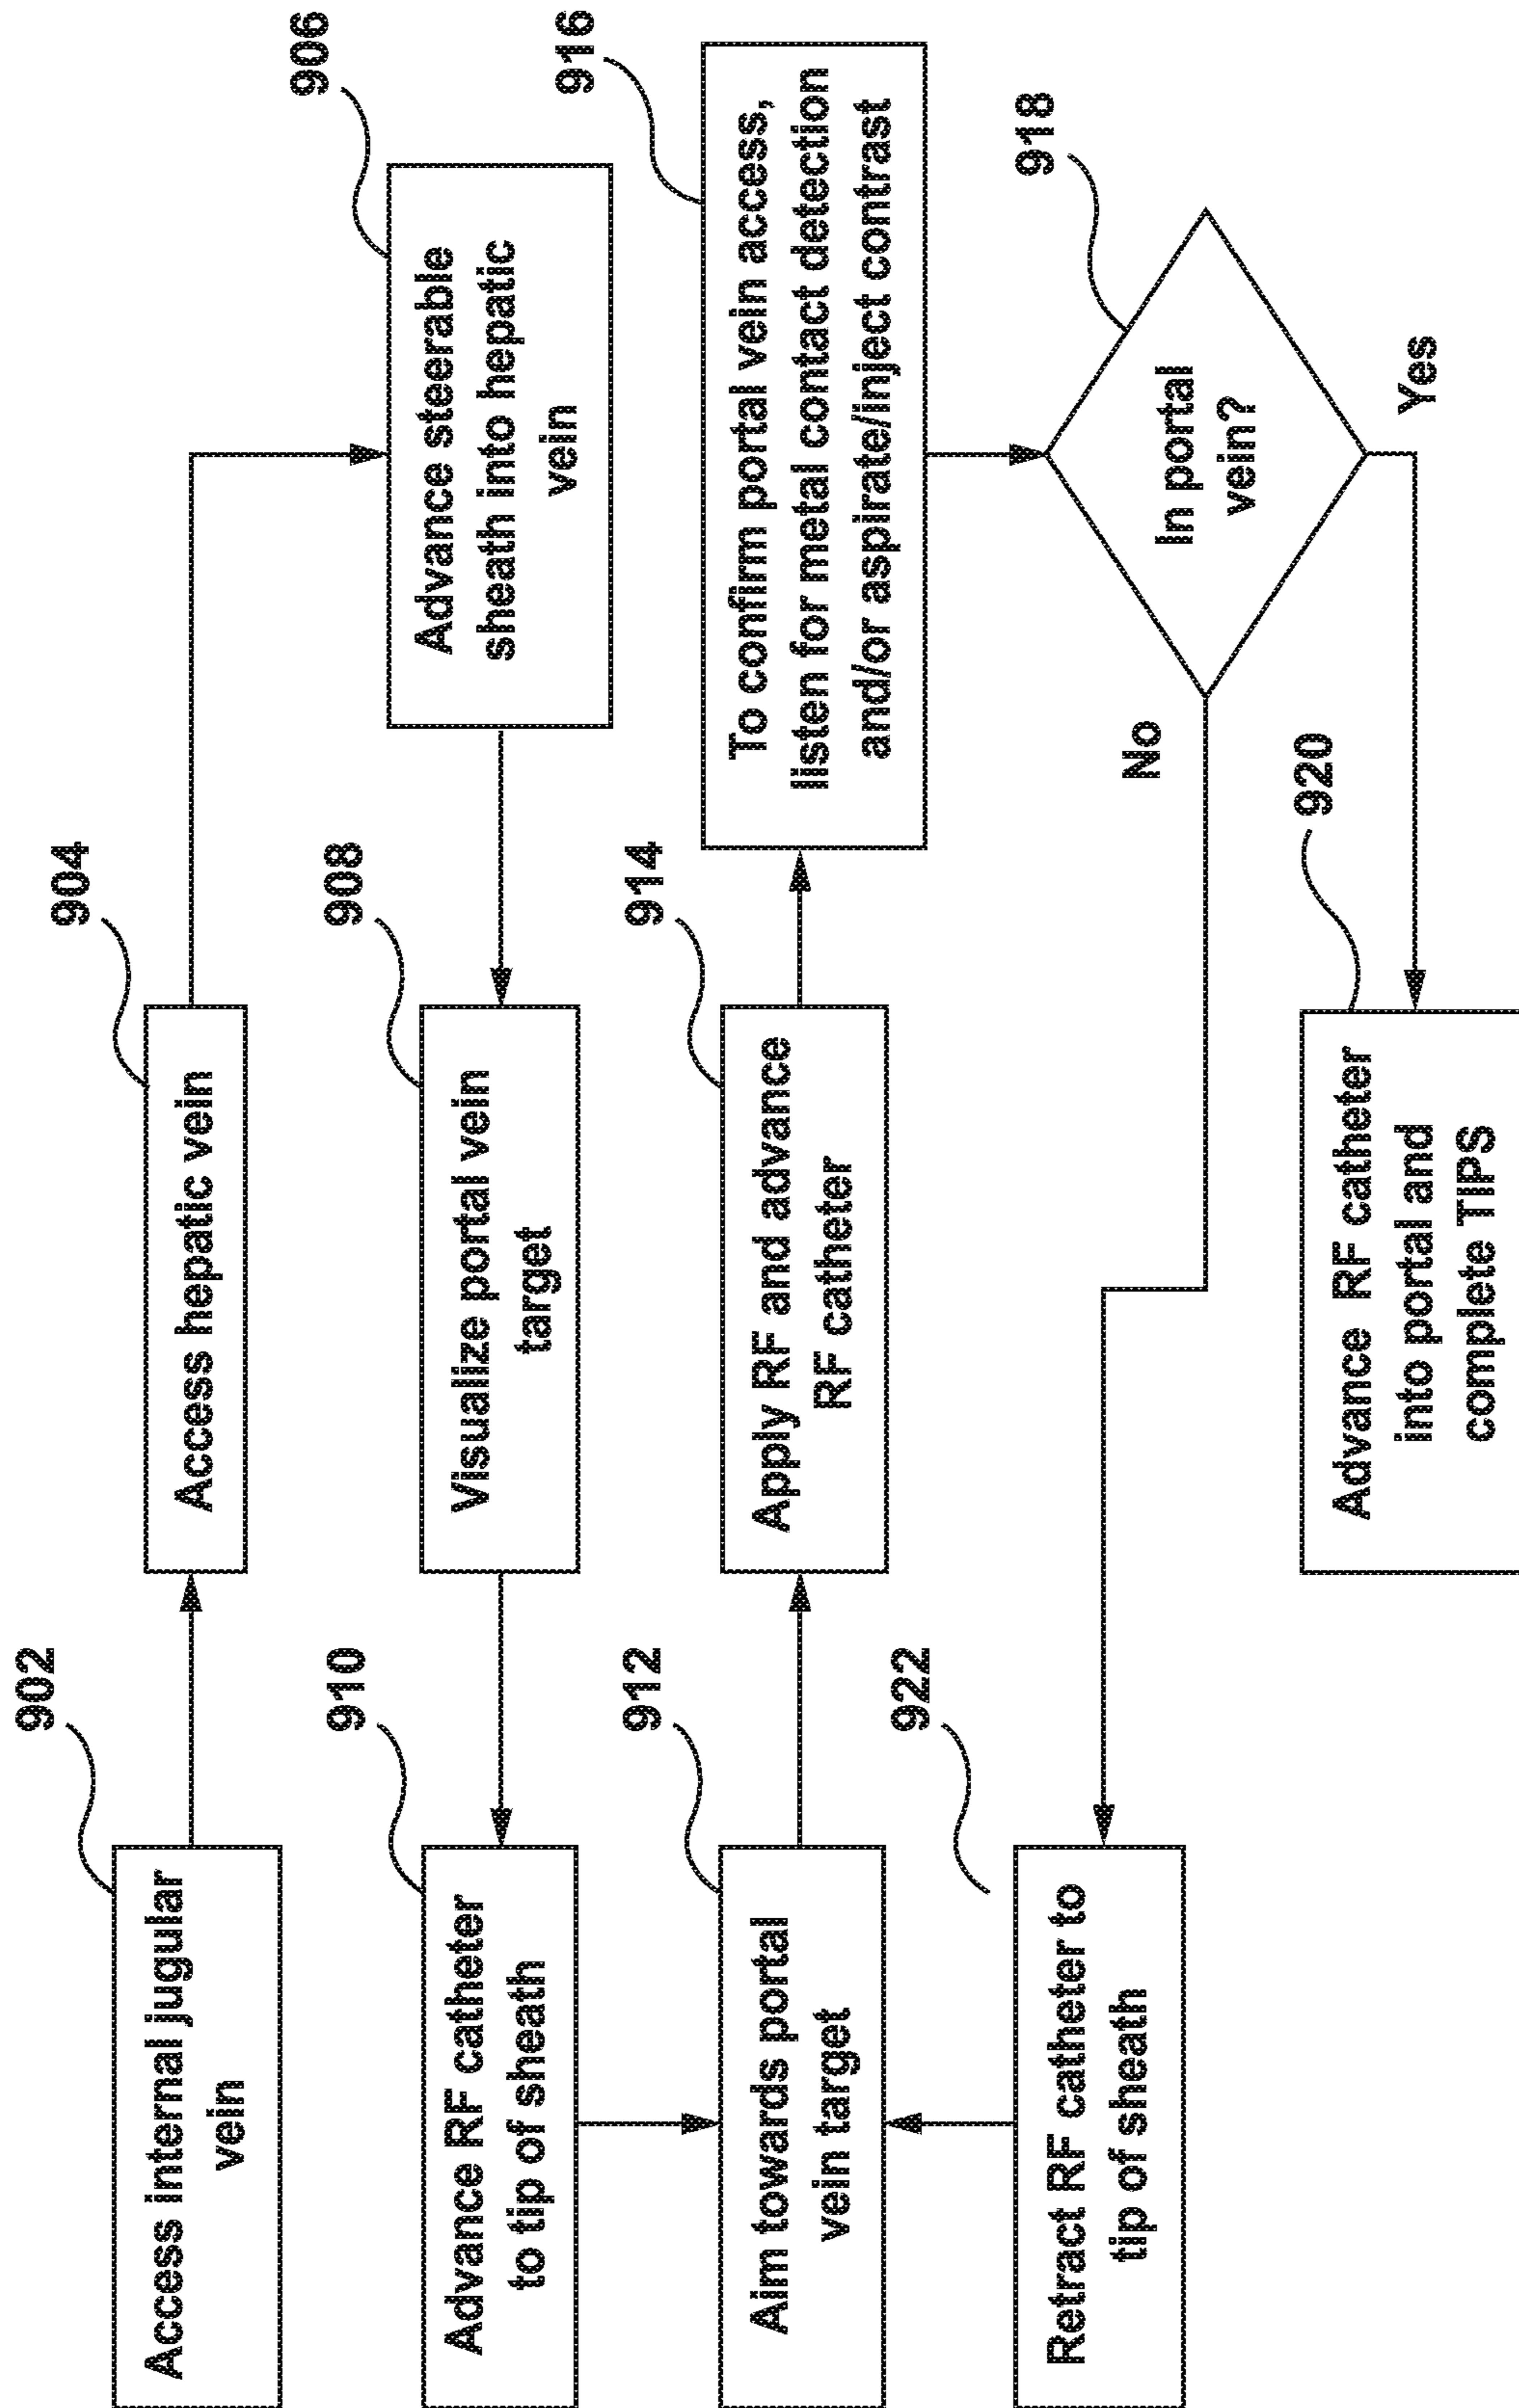 902
Access internal jugular
vein
904
Access hepatic vein
906
Advance steerable
sheath into hepatic
vein
908
Visualize portal vein
target
910
Advance RF catheter
to tip of sheath
912
Aim towards portal
vein target
914
Apply RF and advance
RF catheter
916
To confirm portal vein access,
listen for metal contact detection
and/or aspirate/inject contrast
918
In portal
vein?
No
Yes
920
Advance RF catheter
into portal and
complete TIPS
922
Retract RF catheter to
tip of sheath